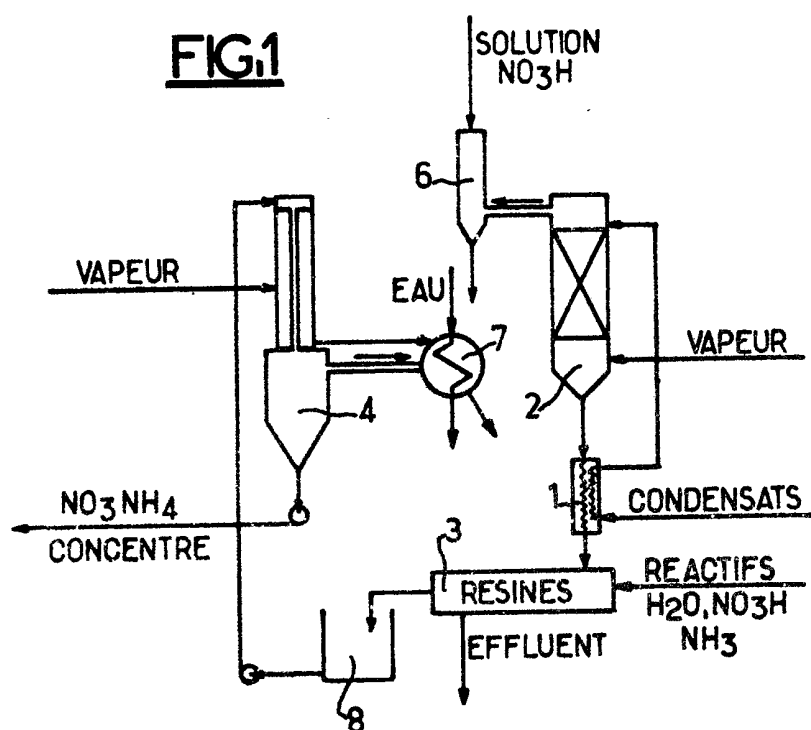 FIG.1
SOLUTION
NO3H
6
VAPEUR
EAU
7
VAPEUR
4
2
NO3NH4
CONCENTRE
1
CONDENSATS
3
RESINES
REACTIFS
H2O, NO3H
NH3
EFFLUENT
8